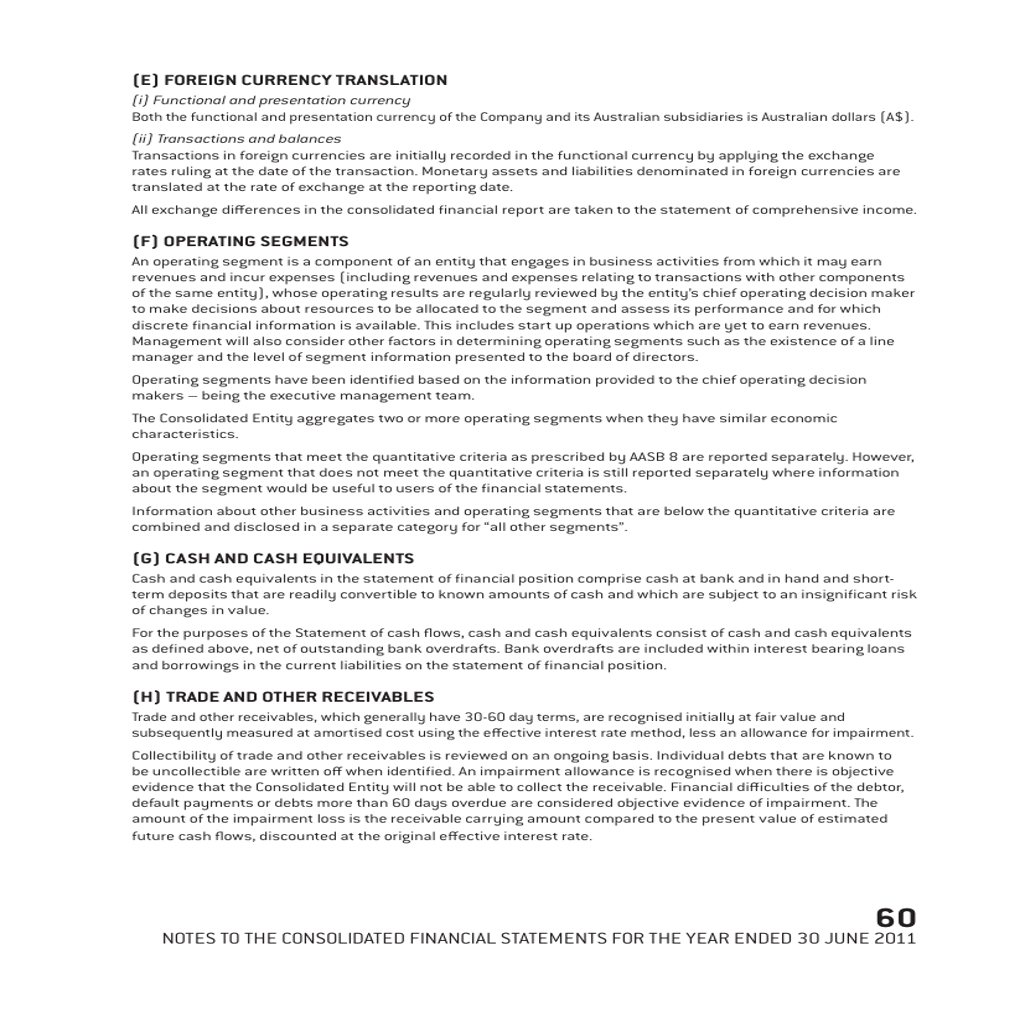 (E) FOREIGN CURRENCY TRANSLATION
(i) Functional and presentation currency
Both the functional and presentation currency of the Company and its Australian subsidiaries is Australian dollars (A$).
(ii) Transactions and balances
Transactions in foreign currencies are initially recorded in the functional currency by applying the exchange
rates ruling at the date of the transaction. Monetary assets and liabilities denominated in foreign currencies are
translated at the rate of exchange at the reporting date.
All exchange differences in the consolidated financial report are taken to the statement of comprehensive income.
(F) OPERATING SEGMENTS
An operating segment is a component of an entity that engages in business activities from which it may earn
revenues and incur expenses (including revenues and expenses relating to transactions with other components
of the same entity), whose operating results are regularly reviewed by the entity's chief operating decision maker
to make decisions about resources to be allocated to the segment and assess its performance and for which
discrete financial information is available. This includes start up operations which are yet to earn revenues.
Management will also consider other factors in determining operating segments such as the existence of a line
manager and the level of segment information presented to the board of directors.
Operating segments have been identified based on the information provided to the chief operating decision
makers – being the executive management team.
The Consolidated Entity aggregates two or more operating segments when they have similar economic
characteristics.
Operating segments that meet the quantitative criteria as prescribed by AASB 8 are reported separately. However,
an operating segment that does not meet the quantitative criteria is still reported separately where information
about the segment would be useful to users of the financial statements.
Information about other business activities and operating segments that are below the quantitative criteria are
combined and disclosed in a separate category for “all other segments”.
(G) CASH AND CASH EQUIVALENTS
Cash and cash equivalents in the statement of financial position comprise cash at bank and in hand and short-
term deposits that are readily convertible to known amounts of cash and which are subject to an insignificant risk
of changes in value.
For the purposes of the Statement of cash flows, cash and cash equivalents consist of cash and cash equivalents
as defined above, net of outstanding bank overdrafts. Bank overdrafts are included within interest bearing loans
and borrowings in the current liabilities on the statement of financial position.
(H) TRADE AND OTHER RECEIVABLES
Trade and other receivables, which generally have 30-60 day terms, are recognised initially at fair value and
subsequently measured at amortised cost using the effective interest rate method, less an allowance for impairment.
Collectibility of trade and other receivables is reviewed on an ongoing basis. Individual debts that are known to
be uncollectible are written off when identified. An impairment allowance is recognised when there is objective
evidence that the Consolidated Entity will not be able to collect the receivable. Financial difficulties of the debtor,
default payments or debts more than 60 days overdue are considered objective evidence of impairment. The
amount of the impairment loss is the receivable carrying amount compared to the present value of estimated
future cash flows, discounted at the original effective interest rate.
60
NOTES TO THE CONSOLIDATED FINANCIAL STATEMENTS FOR THE YEAR ENDED 30 JUNE 2011